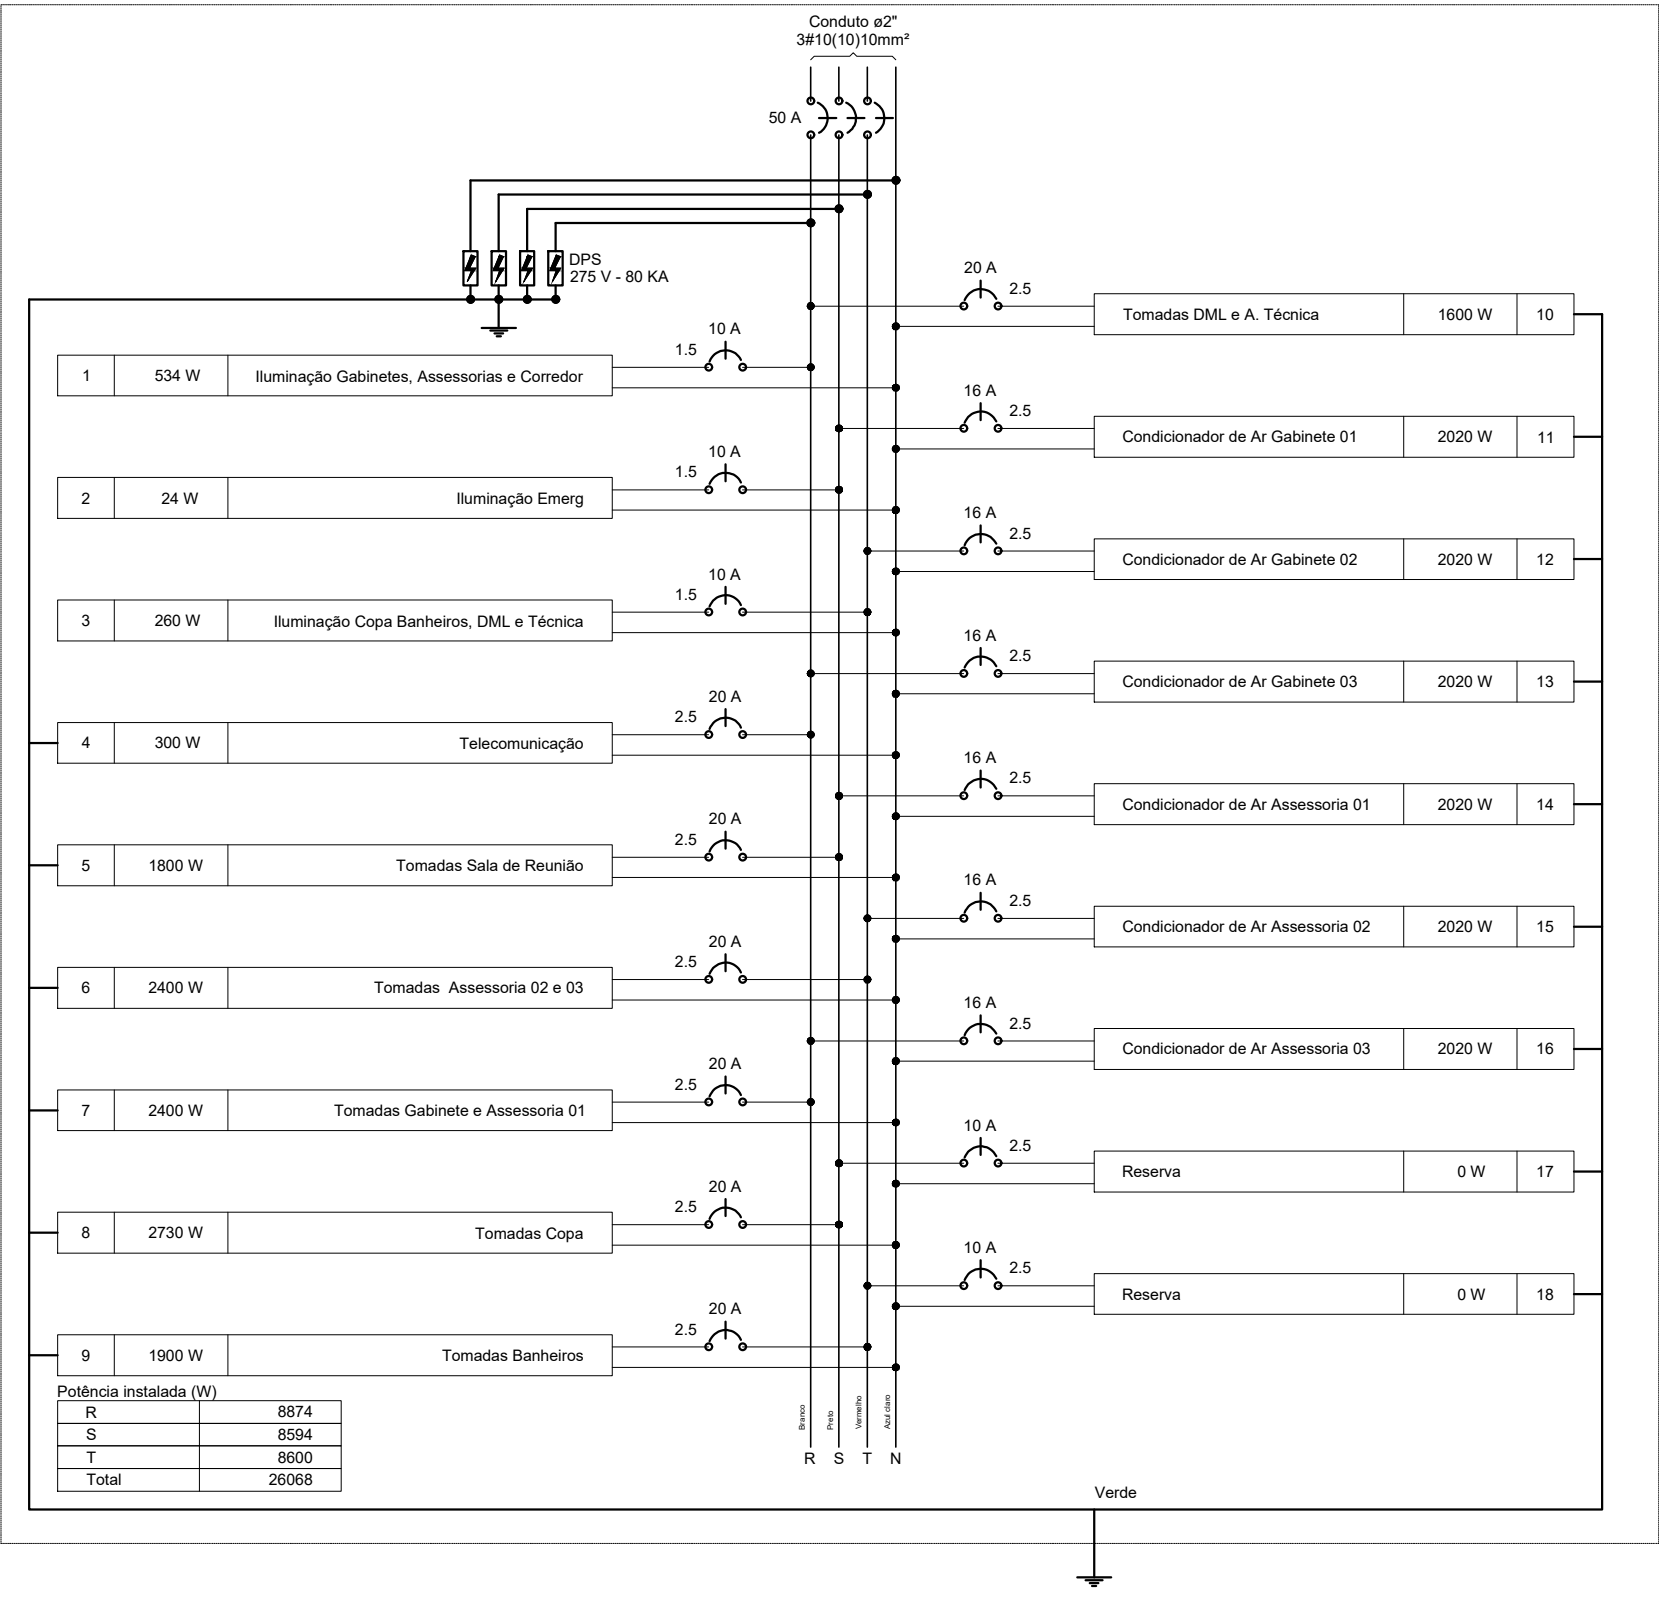 Conduto ø2"
3#10(10)10mm²
50 A
DPS
275 V - 80 KA
10 A
1.5
1 534 W Iluminação Gabinetes, Assessorias e Corredor
10 A
1.5
2 24 W Iluminação Emerg
10 A
1.5
3 260 W Iluminação Copa Banheiros, DML e Técnica
20 A
2.5
4 300 W Telecomunicação
20 A
2.5
5 1800 W Tomadas Sala de Reunião
20 A
2.5
6 2400 W Tomadas Assessoria 02 e 03
20 A
2.5
7 2400 W Tomadas Gabinete e Assessoria 01
20 A
2.5
8 2730 W Tomadas Copa
20 A
2.5
9 1900 W Tomadas Banheiros
20 A
2.5
Tomadas DML e A. Técnica 1600 W 10
16 A
2.5
Condicionador de Ar Gabinete 01 2020 W 11
16 A
2.5
Condicionador de Ar Gabinete 02 2020 W 12
16 A
2.5
Condicionador de Ar Gabinete 03 2020 W 13
16 A
2.5
Condicionador de Ar Assessoria 01 2020 W 14
16 A
2.5
Condicionador de Ar Assessoria 02 2020 W 15
16 A
2.5
Condicionador de Ar Assessoria 03 2020 W 16
10 A
2.5
Reserva 0 W 17
10 A
2.5
Reserva 0 W 18
Potência instalada (W)
R 8874
S 8594
T 8600
Total 26068
Branco
Preto
Vermelho
Azul claro
R S T N
Verde